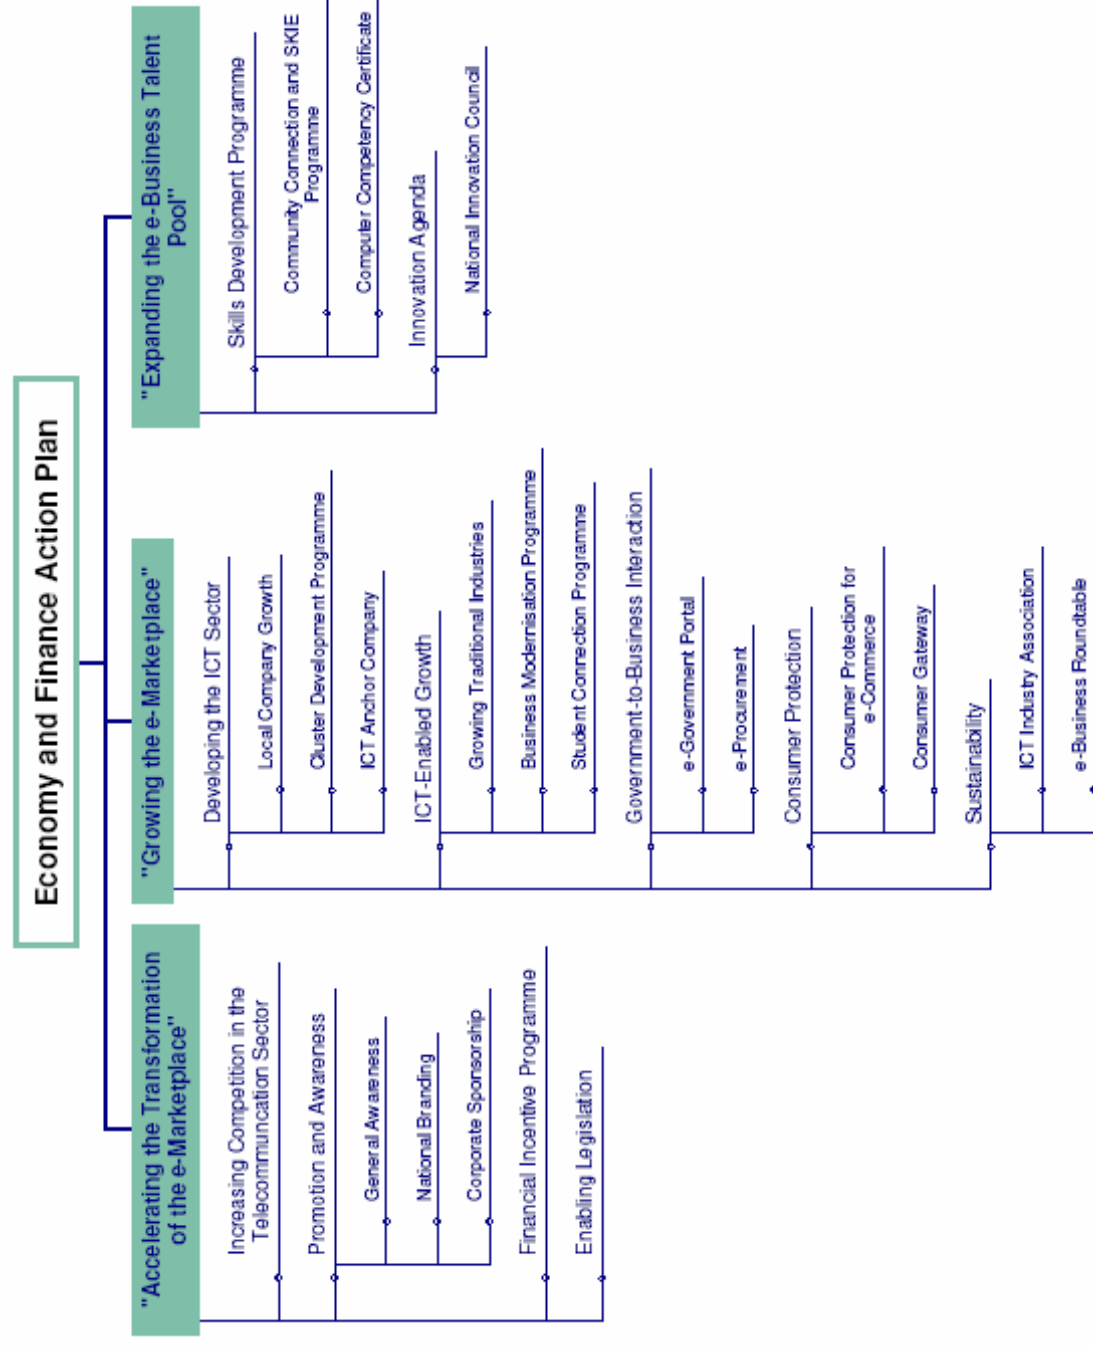 Economy and Finance Action Plan
"Accelerating the Transformation
of the e-Marketplace"
Increasing Competition in the
Telecommuncation Sector
Promotion and Awareness
General Awareness
National Branding
Corporate Sponsorship
Financial Incentive Programme
Enabling Legislation
"Growing the e-Marketplace"
Developing the ICT Sector
Local Company Growth
Cluster Development Programme
ICT Anchor Company
ICT-Enabled Growth
Growing Traditional Industries
Business Modernisation Programme
Student Connection Programme
Government-to-Business Interaction
e-Government Portal
e-Procurement
Consumer Protection
Consumer Protection for
e-Commerce
Consumer Gateway
Sustainability
ICT Industry Association
e-Business Roundtable
"Expanding the e-Business Talent
Pool"
Skills Development Programme
Community Connection and SKIE
Programme
Computer Competency Certificate
Innovation Agenda
National Innovation Council